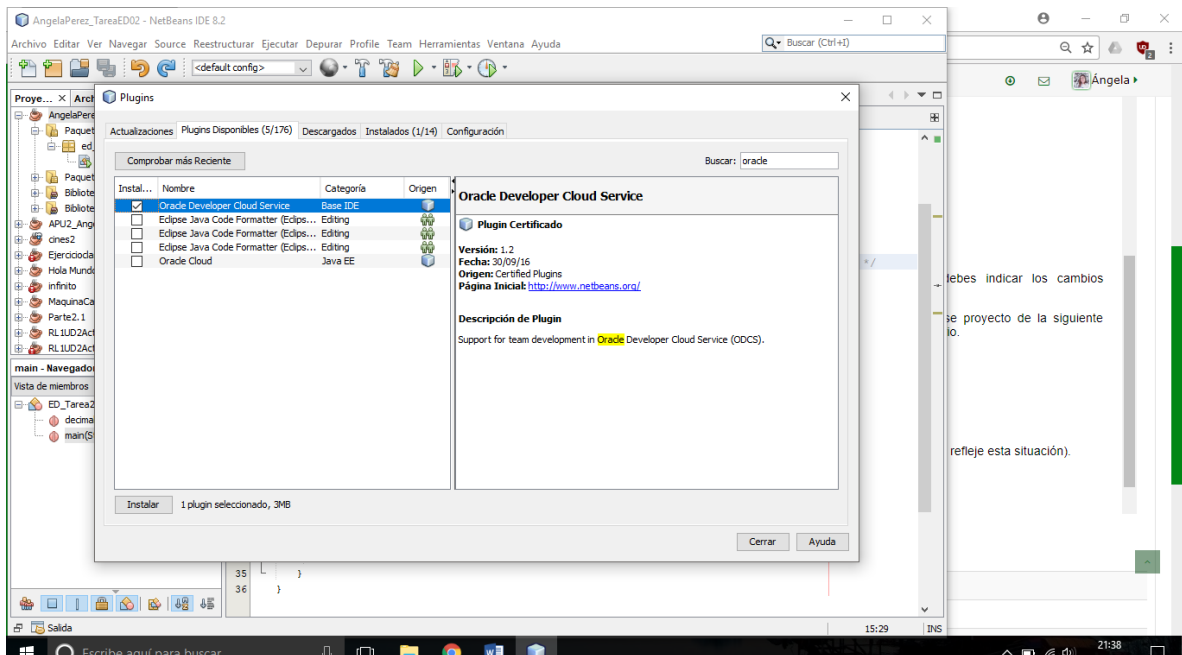 AngelaPerez_TareaED02 - NetBeans IDE 8.2
Archivo Editar Ver Navegar Source Reestructurar Ejecutar Depurar Profile Team Herramientas Ventana Ayuda
Buscar (Ctrl+I)
<default config>
Ángela
Proye... Arch
Plugins
AngelaPere
Paquet
ed_
Paquet
Bibliote
Bibliote
APU2_Ang
cines2
Ejercicioda
Hola Mundo
infinito
MaquinaCa
Parte2.1
RL1UD2Act
RL1UD2Act
main - Navegador
Vista de miembros
ED_Tarea2
decima
main(S
Actualizaciones Plugins Disponibles (5/176) Descargados Instalados (1/14) Configuración
Comprobar más Reciente
Buscar: oracle
Instal... Nombre Categoría Origen
Oracle Developer Cloud Service Base IDE
Eclipse Java Code Formatter (Eclips... Editing
Eclipse Java Code Formatter (Eclips... Editing
Eclipse Java Code Formatter (Eclips... Editing
Oracle Cloud Java EE
Oracle Developer Cloud Service
Plugin Certificado
Versión: 1.2
Fecha: 30/09/16
Origen: Certified Plugins
Página Inicial: http://www.netbeans.org/
Descripción de Plugin
Support for team development in Oracle Developer Cloud Service (ODCS).
Instalar 1 plugin seleccionado, 3MB
Cerrar Ayuda
*/
debes indicar los cambios
se proyecto de la siguiente
io.
refleje esta situación).
35 }
36 }
Salida
15:29 INS
Escribe aquí para buscar
21:38